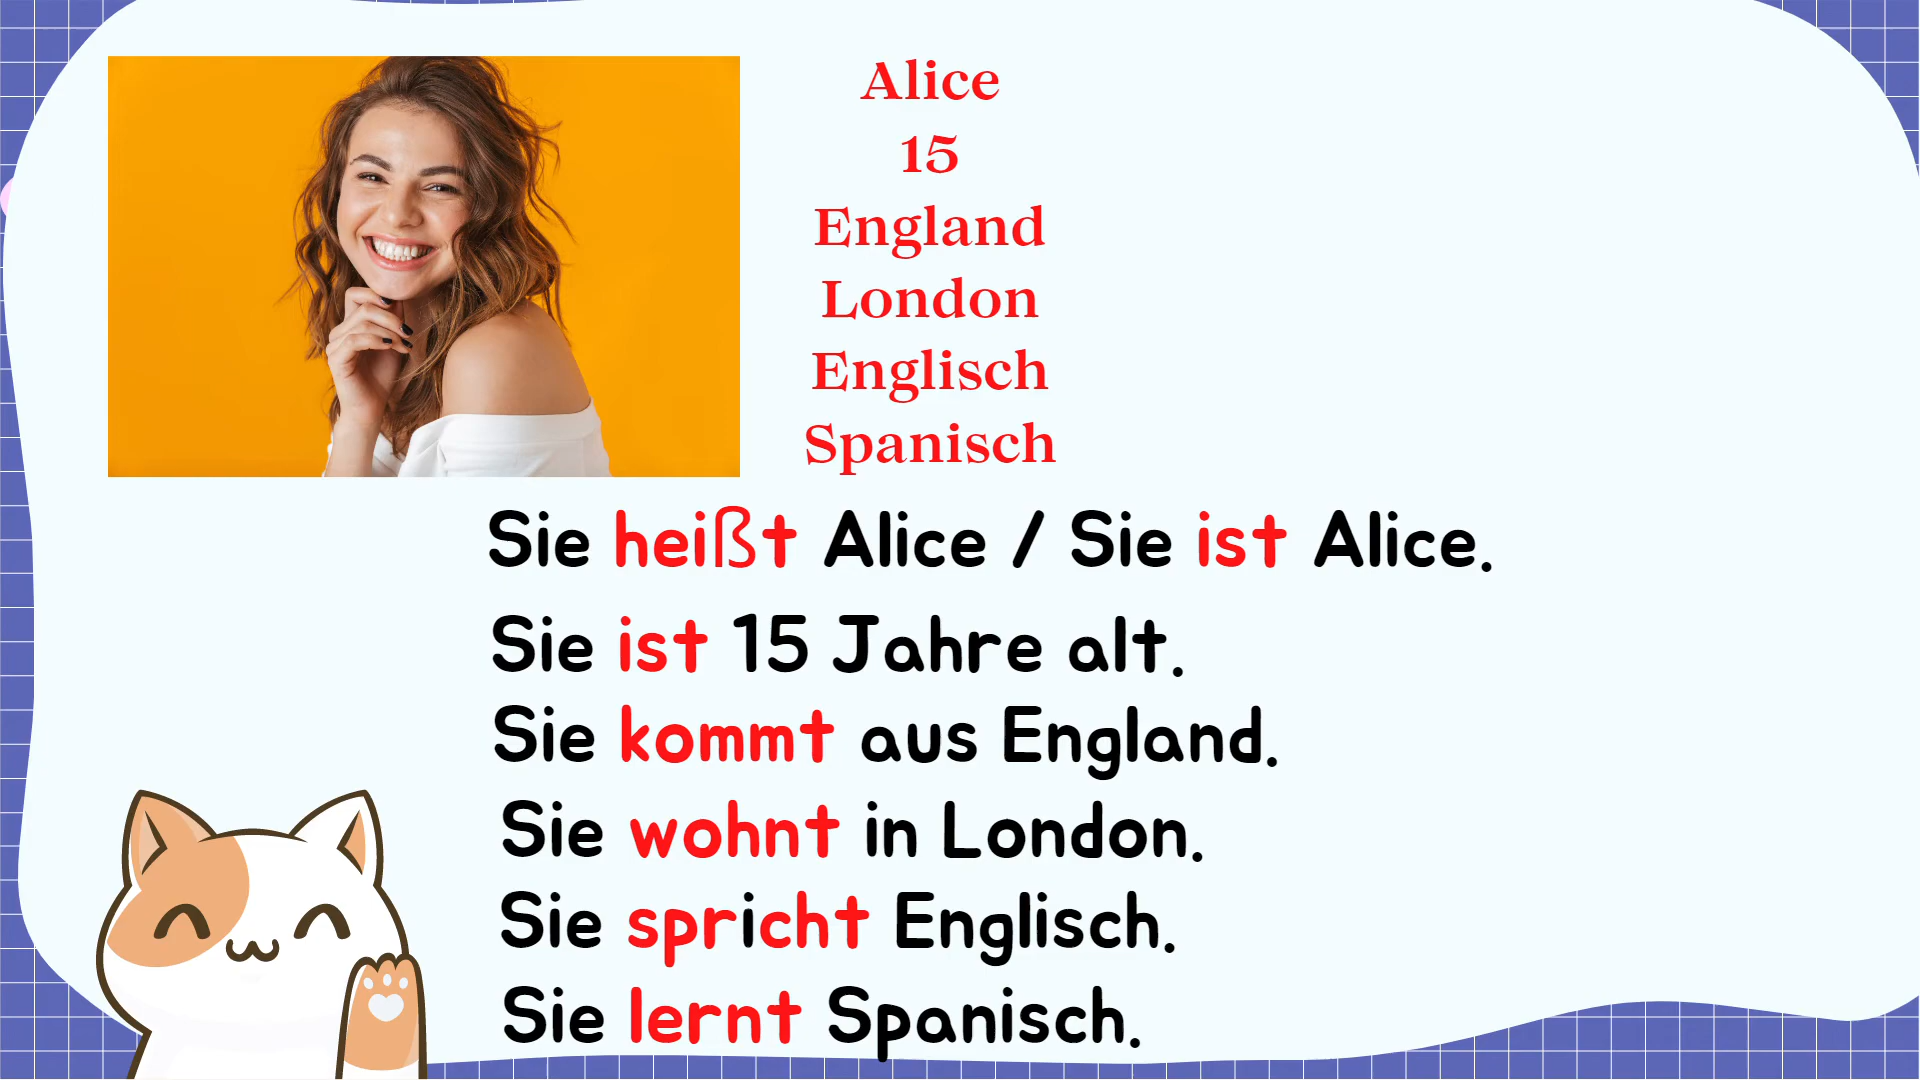 Alice
15
England
London
Englisch
Spanisch
Sie heißt Alice / Sie ist Alice.
Sie ist 15 Jahre alt.
Sie kommt aus England.
Sie wohnt in London.
Sie spricht Englisch.
Sie lernt Spanisch.